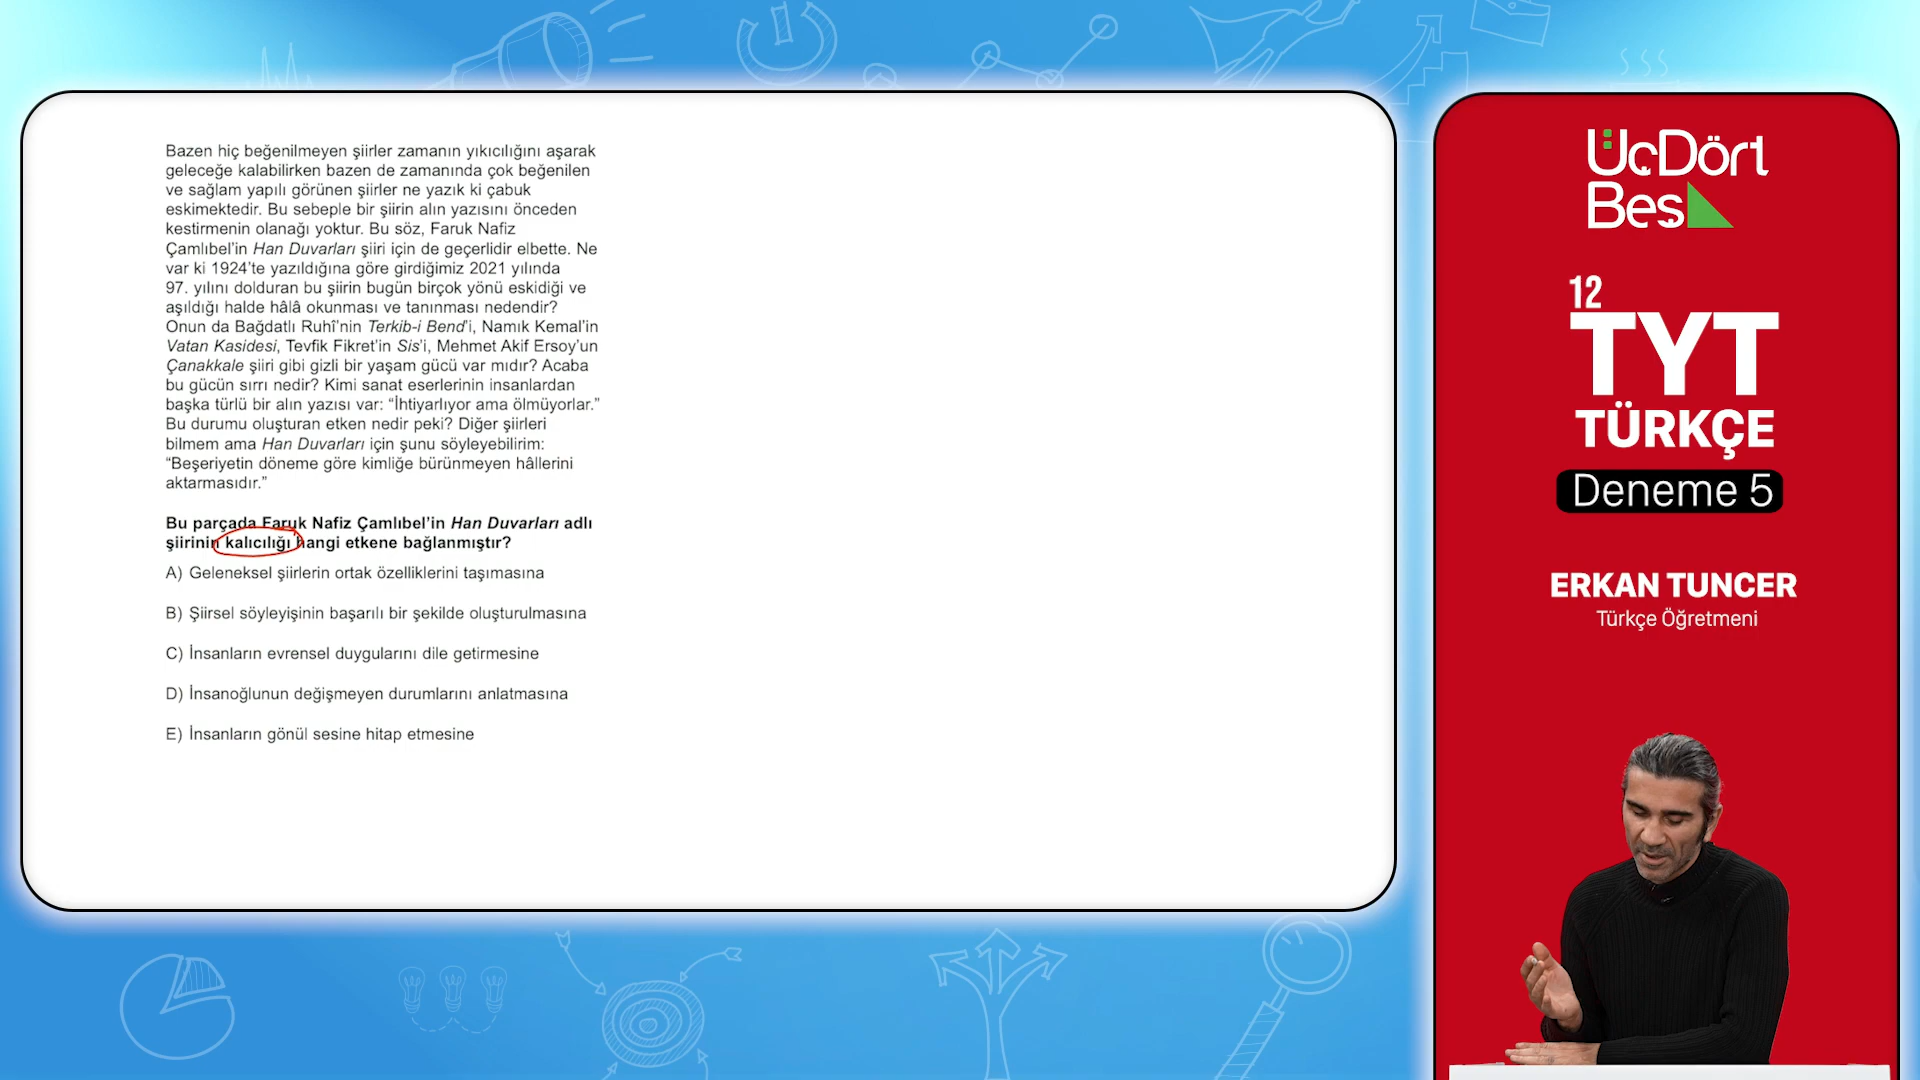 Bazen hiç beğenilmeyen şiirler zamanın yıkıcılığını aşarak
geleceğe kalabilirken bazen de zamanında çok beğenilen
ve sağlam yapılı görünen şiirler ne yazık ki çabuk
eskimektedir. Bu sebeple bir şiirin alın yazısını önceden
kestirmenin olanağı yoktur. Bu söz, Faruk Nafiz
Çamlıbel’in Han Duvarları şiiri için de geçerlidir elbette. Ne
var ki 1924’te yazıldığına göre girdiğimiz 2021 yılında
97. yılını dolduran bu şiirin bugün birçok yönü eskidiği ve
aşıldığı halde hâlâ okunması ve tanınması nedendir?
Onun da Bağdatlı Ruhî’nin Terkib-i Bend’i, Namık Kemal’in
Vatan Kasidesi, Tevfik Fikret’in Sis’i, Mehmet Akif Ersoy’un
Çanakkale şiiri gibi gizli bir yaşam gücü var mıdır? Acaba
bu gücün sırrı nedir? Kimi sanat eserlerinin insanlardan
başka türlü bir alın yazısı var: “İhtiyarlıyor ama ölmüyorlar.”
Bu durumu oluşturan etken nedir peki? Diğer şiirleri
bilmem ama Han Duvarları için şunu söyleyebilirim:
“Beşeriyetin döneme göre kimliğe bürünmeyen hâllerini
aktarmasıdır.”
Bu parçada Faruk Nafiz Çamlıbel’in Han Duvarları adlı
şiirinin kalıcılığı hangi etkene bağlanmıştır?
A) Geleneksel şiirlerin ortak özelliklerini taşımasına
B) Şiirsel söyleyişinin başarılı bir şekilde oluşturulmasına
C) İnsanların evrensel duygularını dile getirmesine
D) İnsanoğlunun değişmeyen durumlarını anlatmasına
E) İnsanların gönül sesine hitap etmesine
ÜçDört
Beş
12
TYT
TÜRKÇE
Deneme 5
ERKAN TUNCER
Türkçe Öğretmeni